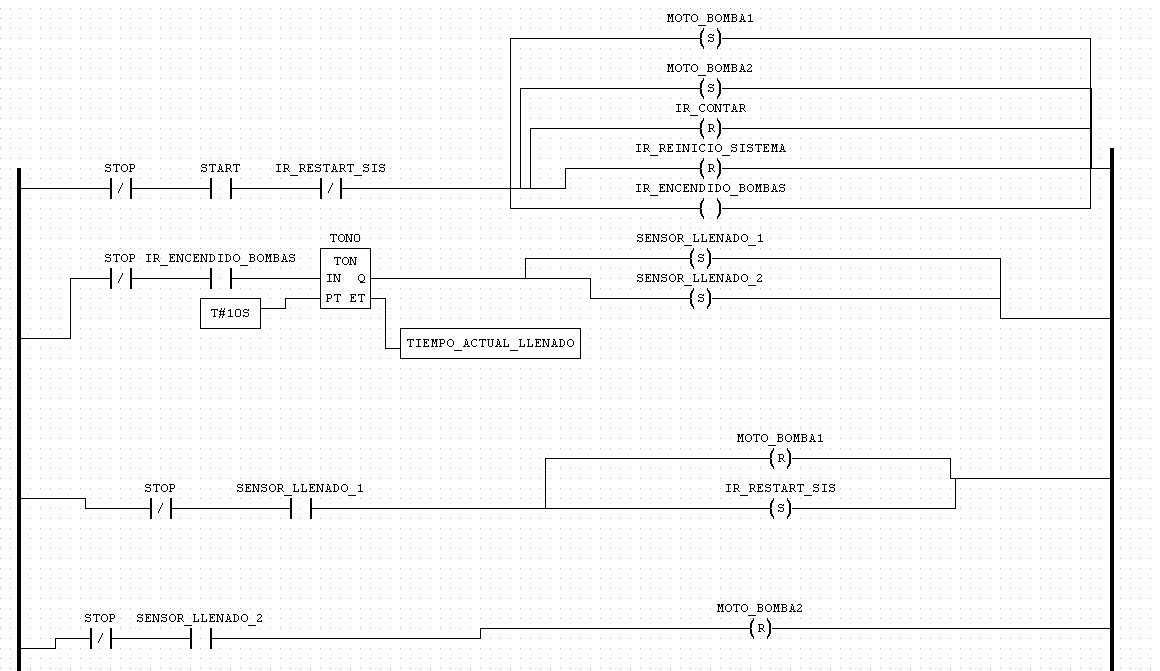 MOTO_BOMBA1
(S)
MOTO_BOMBA2
(S)
IR_CONTAR
(R)
IR_REINICIO_SISTEMA
(R)
STOP START IR_RESTART_SIS
/ /
IR_ENCENDIDO_BOMBAS
( )
TON0
SENSOR_LLENADO_1
(S)
STOP IR_ENCENDIDO_BOMBAS
/
TON
IN Q
PT ET
T#10S
SENSOR_LLENADO_2
(S)
TIEMPO_ACTUAL_LLENADO
MOTO_BOMBA1
(R)
STOP SENSOR_LLENADO_1
/
IR_RESTART_SIS
(S)
MOTO_BOMBA2
(R)
STOP SENSOR_LLENADO_2
/